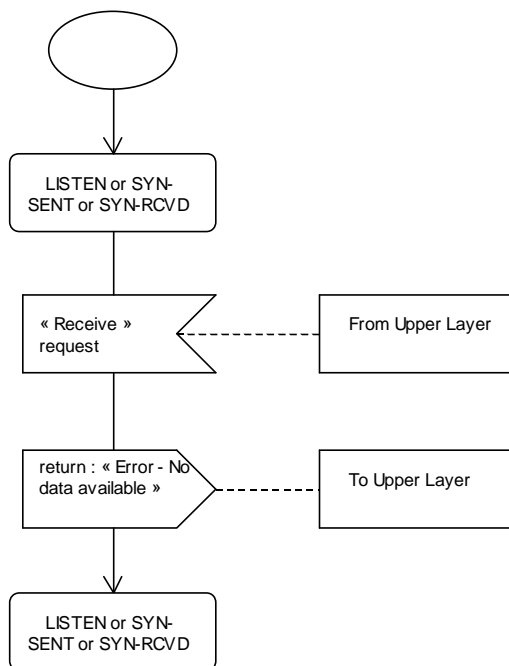 LISTEN or SYN-
SENT or SYN-RCVD
« Receive »
request
From Upper Layer
return : « Error - No
data available »
To Upper Layer
LISTEN or SYN-
SENT or SYN-RCVD